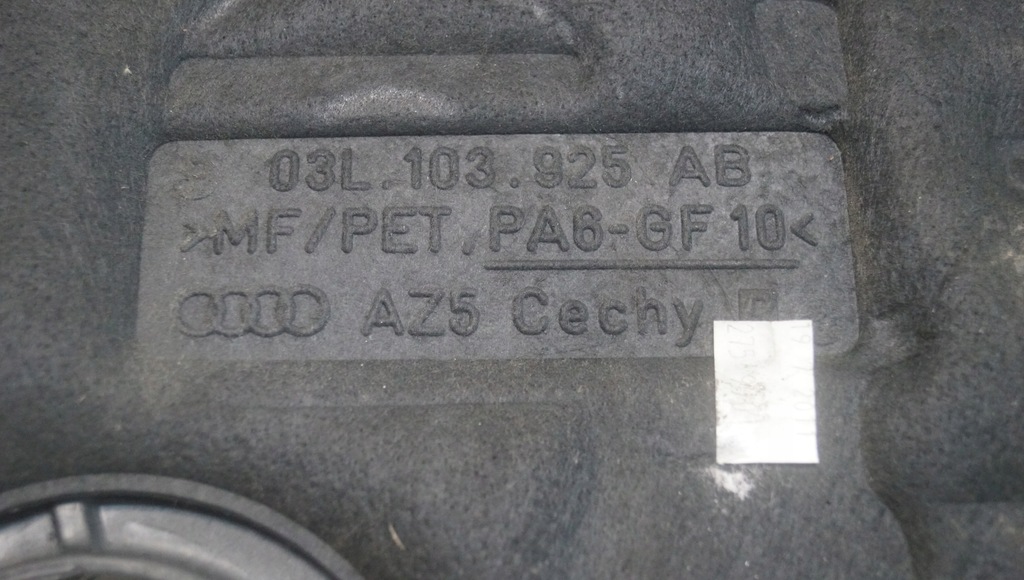 03L.103.925 AB
>MF/PET,PA6-GF10<
AZ5 Cechy